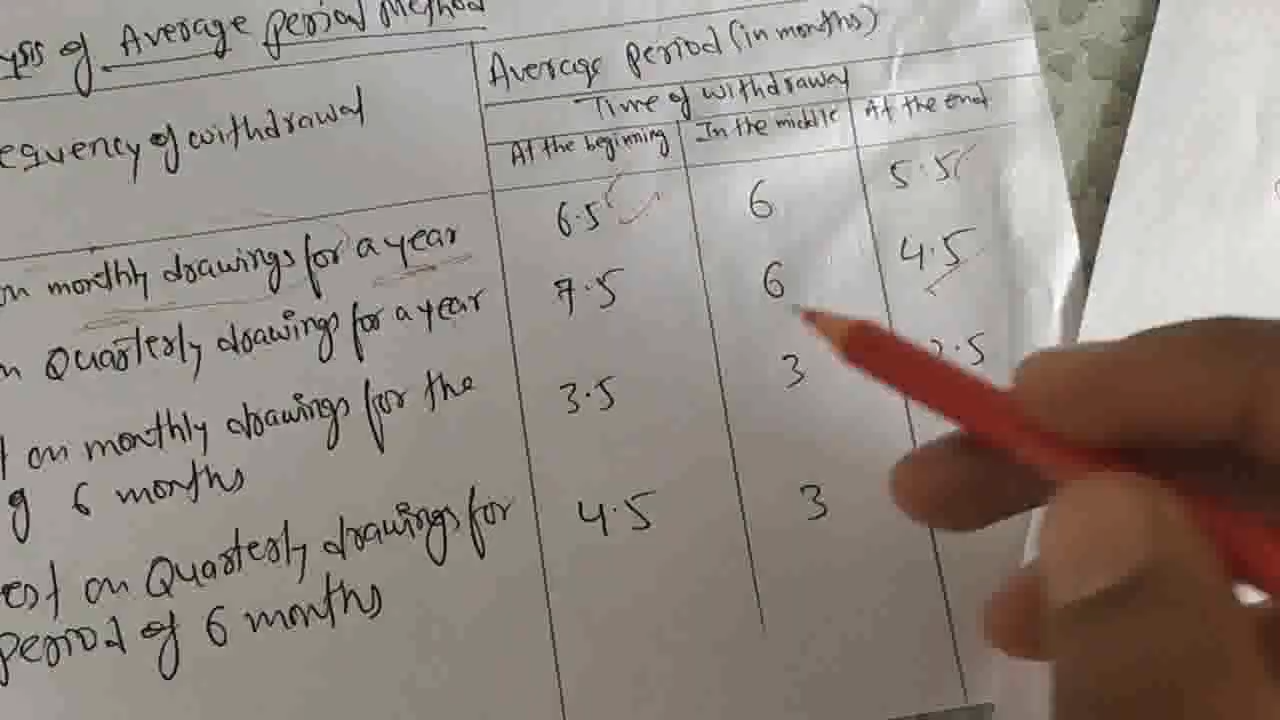 of Average period Method
Average period (in months)
Time of withdrawal
of withdrawal
At the beginning In the middle At the end
on monthly drawings for a year 6.5 6 5.5
Quarterly drawings for a year 7.5 6 4.5
on monthly drawings for the 3.5 3
6 months
on Quarterly drawings for 4.5 3
period of 6 months